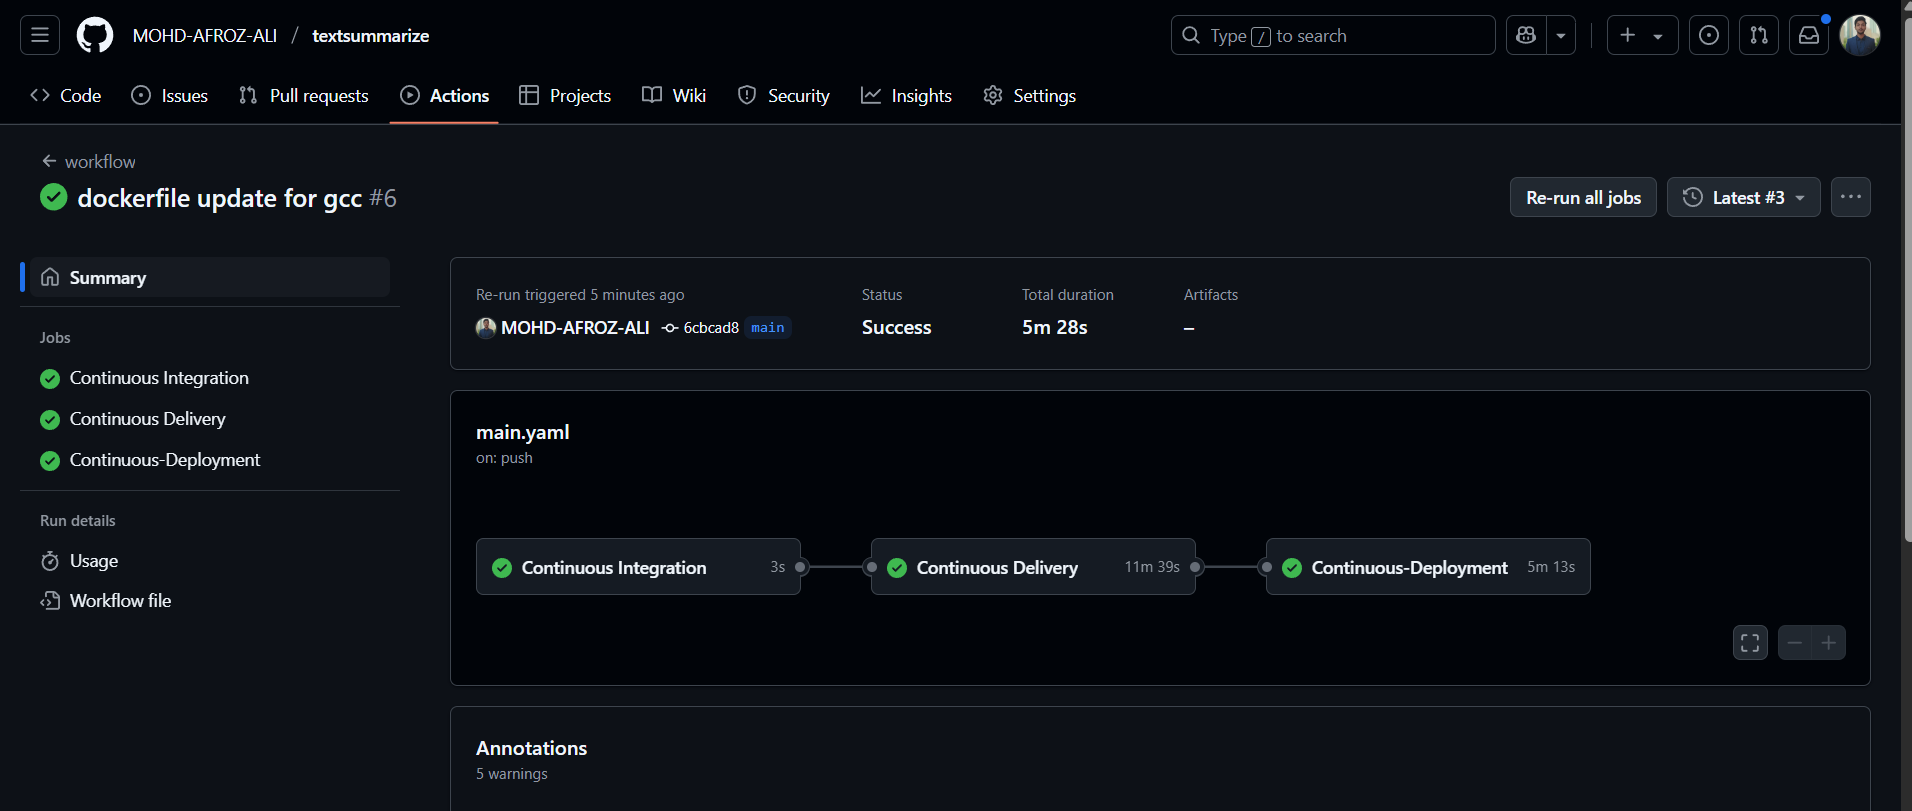 MOHD-AFROZ-ALI / textsummarize
Type / to search
Code Issues Pull requests Actions Projects Wiki Security Insights Settings
workflow
dockerfile update for gcc #6
Re-run all jobs Latest #3
Summary
Jobs
Continuous Integration
Continuous Delivery
Continuous-Deployment
Run details
Usage
Workflow file
Re-run triggered 5 minutes ago Status Total duration Artifacts
MOHD-AFROZ-ALI 6cbcad8 main Success 5m 28s –
main.yaml
on: push
Continuous Integration 3s Continuous Delivery 11m 39s Continuous-Deployment 5m 13s
Annotations
5 warnings